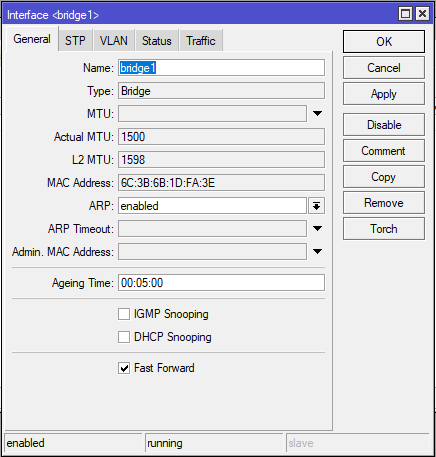 Interface <bridge1>
General STP VLAN Status Traffic
OK
Name: bridge1
Cancel
Type: Bridge
Apply
MTU:
Disable
Actual MTU: 1500
Comment
L2 MTU: 1598
Copy
MAC Address: 6C:3B:6B:1D:FA:3E
Remove
ARP: enabled
Torch
ARP Timeout:
Admin. MAC Address:
Ageing Time: 00:05:00
IGMP Snooping
DHCP Snooping
Fast Forward
enabled running slave